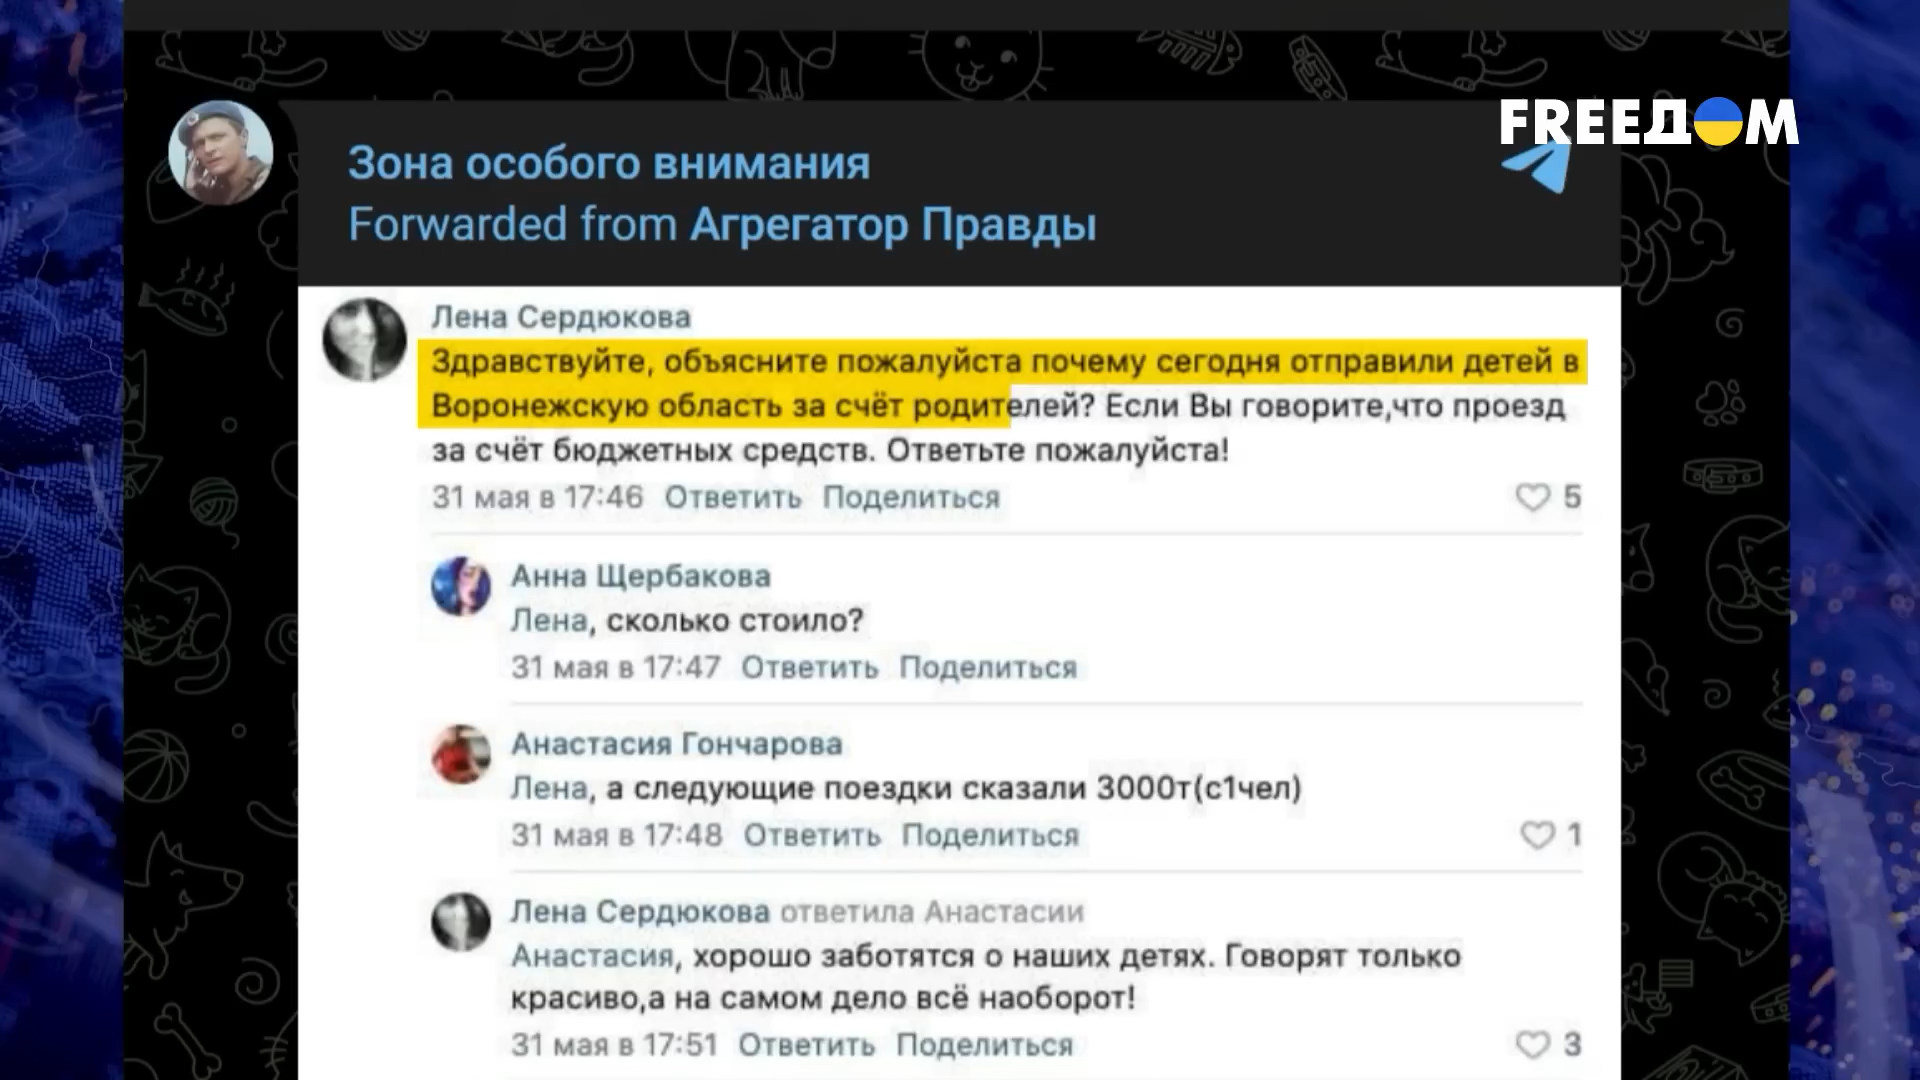 FREEДOM
Зона особого внимания
Forwarded from Агрегатор Правды
Лена Сердюкова
Здравствуйте, объясните пожалуйста почему сегодня отправили детей в
Воронежскую область за счёт родителей? Если Вы говорите,что проезд
за счёт бюджетных средств. Ответьте пожалуйста!
31 мая в 17:46 Ответить Поделиться 5
Анна Щербакова
Лена, сколько стоило?
31 мая в 17:47 Ответить Поделиться
Анастасия Гончарова
Лена, а следующие поездки сказали 3000т(с1чел)
31 мая в 17:48 Ответить Поделиться 1
Лена Сердюкова ответила Анастасии
Анастасия, хорошо заботятся о наших детях. Говорят только
красиво,а на самом дело всё наоборот!
31 мая в 17:51 Ответить Поделиться 3